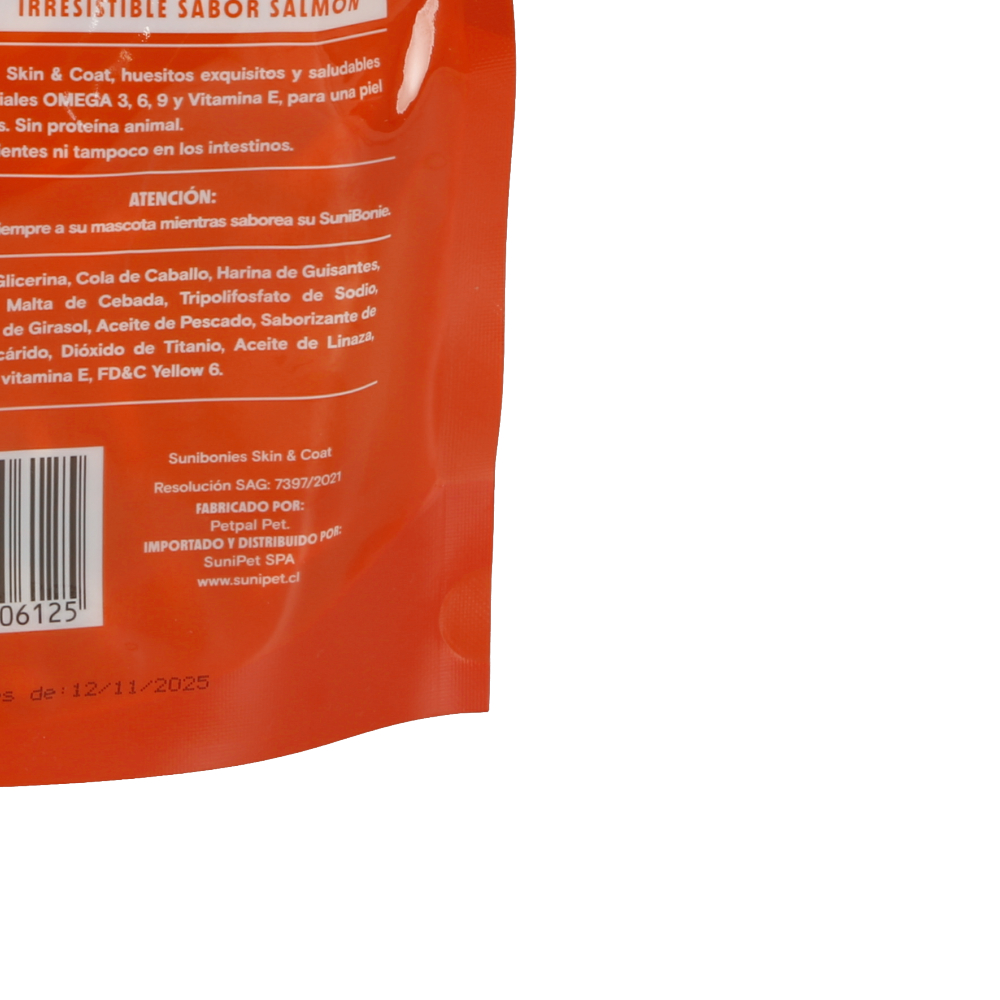 IRRESISTIBLE SABOR SALMÓN
Skin & Coat, huesitos exquisitos y saludables
iales OMEGA 3, 6, 9 y Vitamina E, para una piel
s. Sin proteína animal.
ientes ni tampoco en los intestinos.
ATENCIÓN:
iempre a su mascota mientras saborea su SuniBonie.
Glicerina, Cola de Caballo, Harina de Guisantes,
Malta de Cebada, Tripolifosfato de Sodio,
de Girasol, Aceite de Pescado, Saborizante de
cárido, Dióxido de Titanio, Aceite de Linaza,
vitamina E, FD&C Yellow 6.
Sunibonies Skin & Coat
Resolución SAG: 7397/2021
FABRICADO POR:
Petpal Pet.
IMPORTADO Y DISTRIBUIDO POR:
SuniPet SPA
www.sunipet.cl
06125
s de:12/11/2025